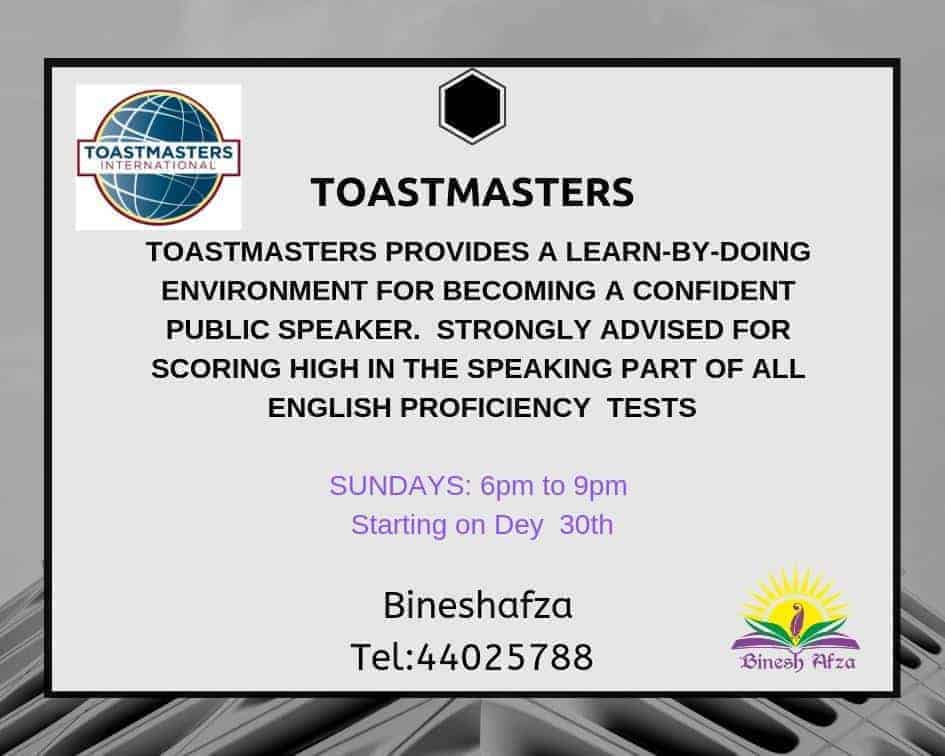 TOASTMASTERS
INTERNATIONAL
TOASTMASTERS
TOASTMASTERS PROVIDES A LEARN-BY-DOING
ENVIRONMENT FOR BECOMING A CONFIDENT
PUBLIC SPEAKER. STRONGLY ADVISED FOR
SCORING HIGH IN THE SPEAKING PART OF ALL
ENGLISH PROFICIENCY TESTS
SUNDAYS: 6pm to 9pm
Starting on Dey 30th
Bineshafza
Tel:44025788
Binesh Afza